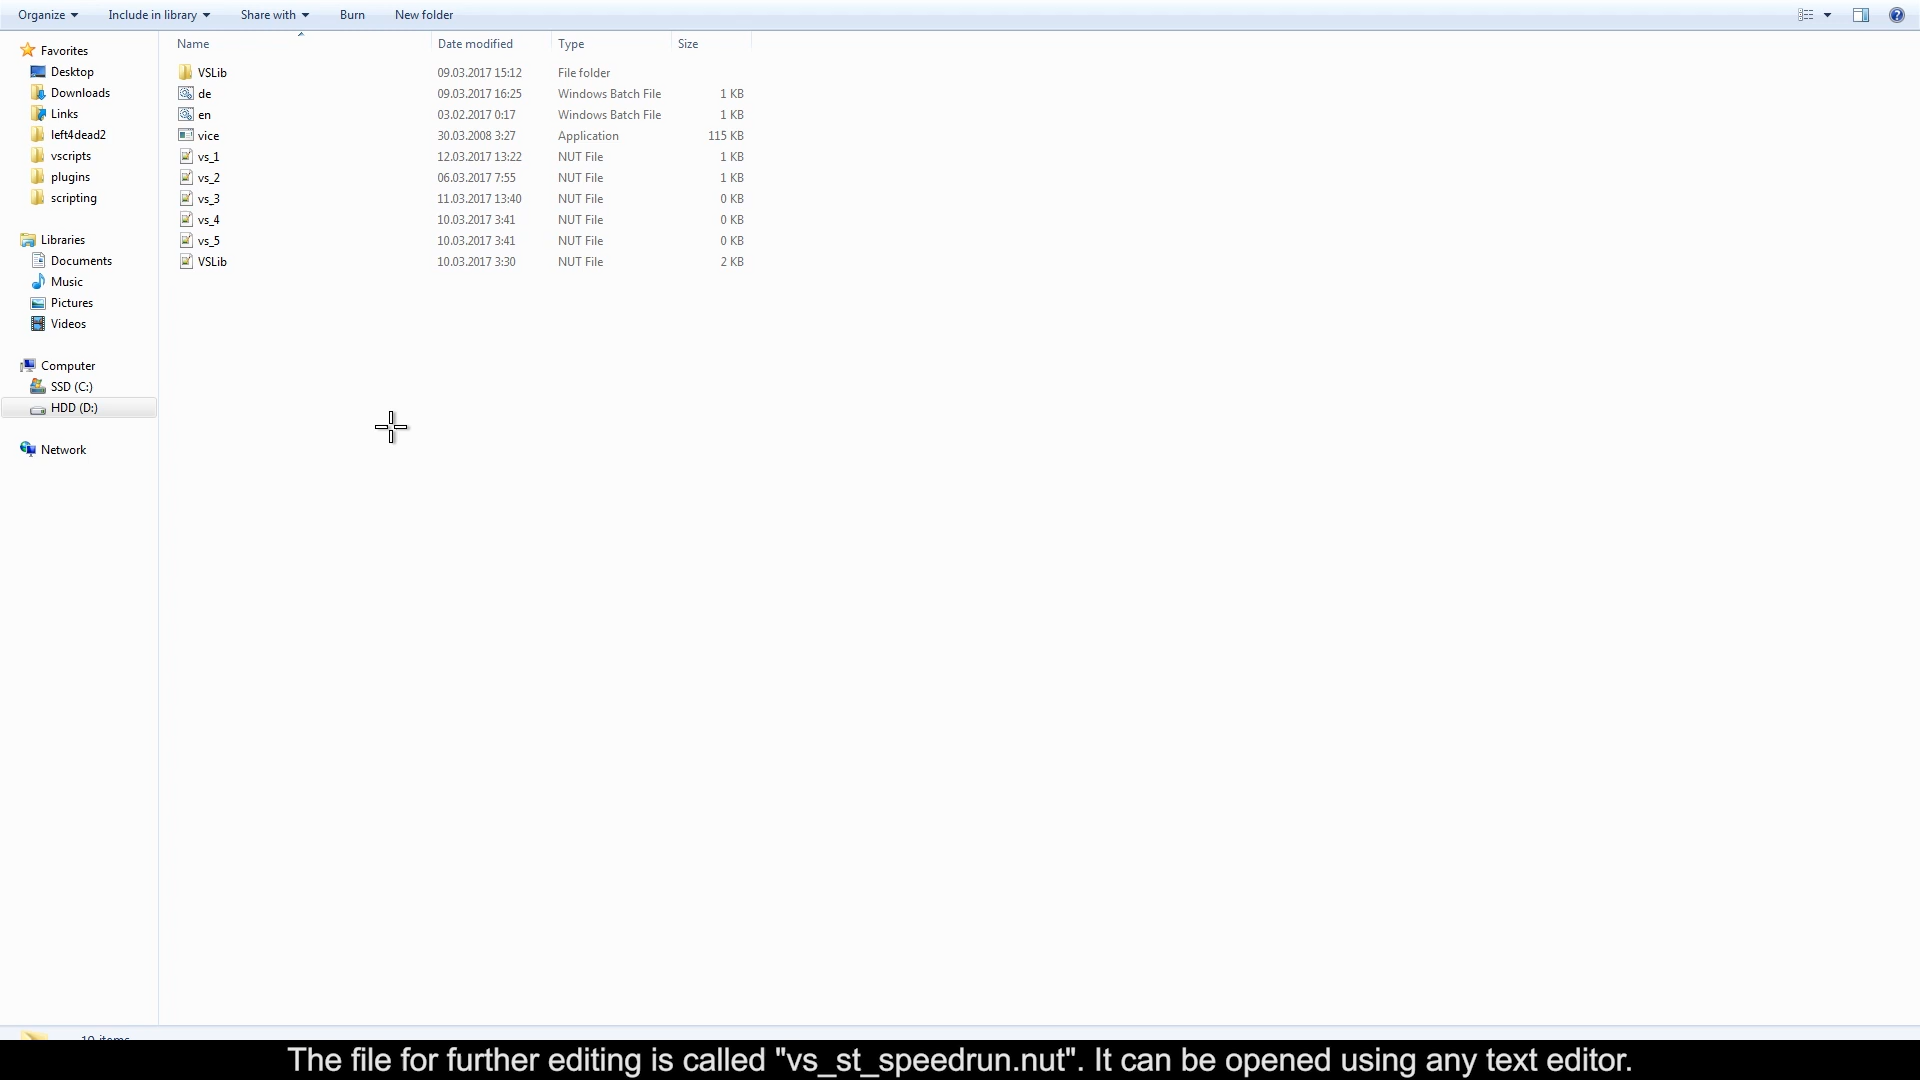 Organize Include in library Share with Burn New folder
Name Date modified Type Size
Favorites
Desktop
Downloads
Links
left4dead2
vscripts
plugins
scripting
Libraries
Documents
Music
Pictures
Videos
Computer
SSD (C:)
HDD (D:)
Network
VSLib 09.03.2017 15:12 File folder
de 09.03.2017 16:25 Windows Batch File 1 KB
en 03.02.2017 0:17 Windows Batch File 1 KB
vice 30.03.2008 3:27 Application 115 KB
vs_1 12.03.2017 13:22 NUT File 1 KB
vs_2 06.03.2017 7:55 NUT File 1 KB
vs_3 11.03.2017 13:40 NUT File 0 KB
vs_4 10.03.2017 3:41 NUT File 0 KB
vs_5 10.03.2017 3:41 NUT File 0 KB
VSLib 10.03.2017 3:30 NUT File 2 KB
10 items
The file for further editing is called "vs_st_speedrun.nut". It can be opened using any text editor.